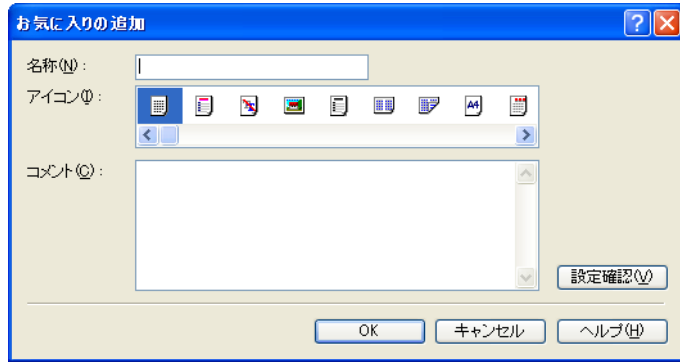 お気に入りの追加
名称(N):
アイコン(I):
A4
コメント(C):
設定確認(V)
OK キャンセル ヘルプ(H)